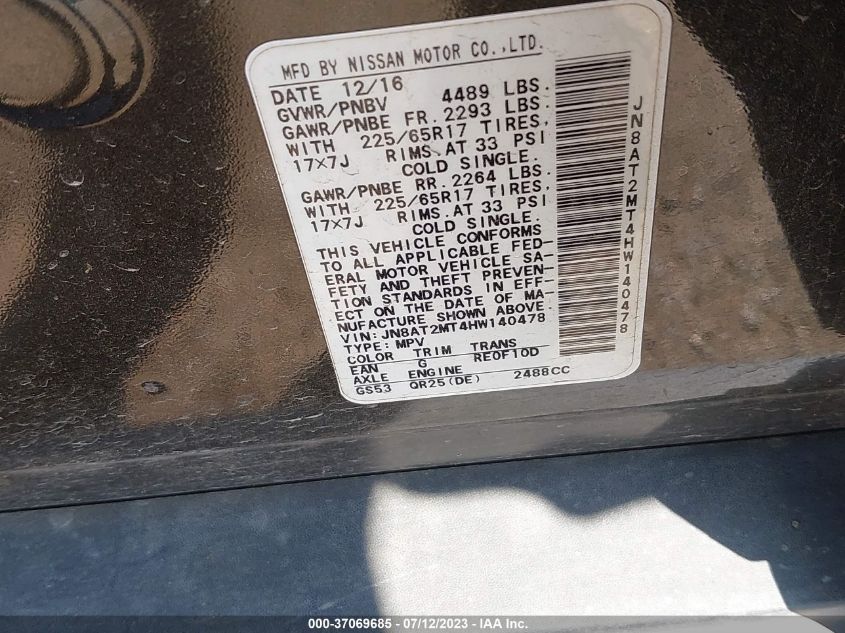 MFD BY NISSAN MOTOR CO.,LTD.
DATE 12/16
GVWR/PNBV 4489 LBS.
GAWR/PNBE FR. 2293 LBS.
WITH 225/65R17 TIRES,
17×7J RIMS.AT 33 PSI
COLD SINGLE.
GAWR/PNBE RR. 2264 LBS.
WITH 225/65R17 TIRES,
17×7J RIMS.AT 33 PSI
COLD SINGLE.
THIS VEHICLE CONFORMS
TO ALL APPLICABLE FED-
ERAL MOTOR VEHICLE SA-
FETY AND THEFT PREVEN-
TION STANDARDS IN EFF-
ECT ON THE DATE OF MA-
NUFACTURE SHOWN ABOVE.
VIN: JN8AT2MT4HW140478
TYPE: MPV
COLOR TRIM TRANS
EAN G RE0F10D
AXLE ENGINE
GS53 QR25(DE) 2488CC
JN8AT2MT4HW140478
000-37069685 - 07/12/2023 - IAA Inc.